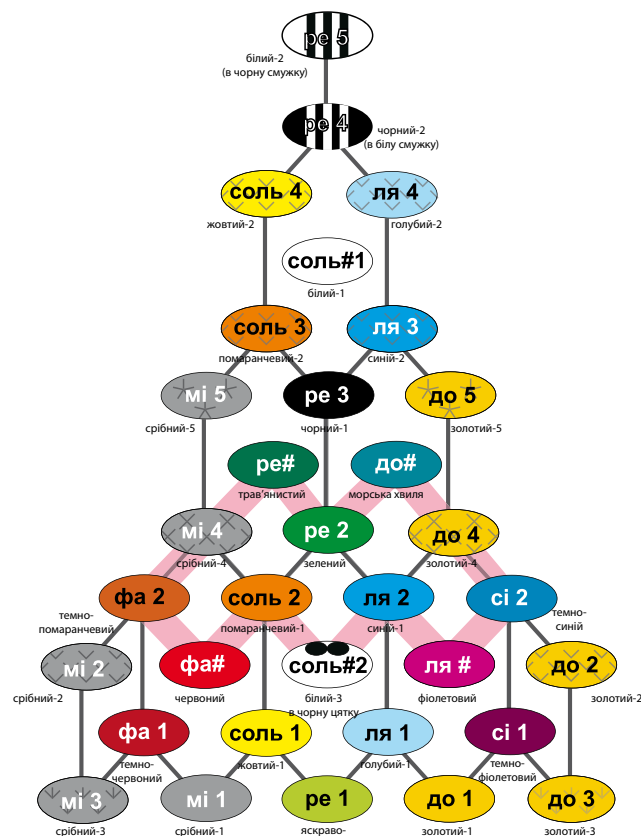 ре 5
білий-2
(в чорну смужку)
ре 4
чорний-2
(в білу смужку)
соль 4
ля 4
жовтий-2
голубий-2
соль#1
білий-1
соль 3
ля 3
помаранчевий-2
синій-2
мі 5
ре 3
до 5
срібний-5
чорний-1
золотий-5
ре#
до#
трав’янистий
морська хвиля
мі 4
ре 2
до 4
срібний-4
зелений
золотий-4
фа 2
соль 2
ля 2
сі 2
темно-
помаранчевий
помаранчевий-1
синій-1
темно-
синій
мі 2
фа#
соль#2
ля #
до 2
срібний-2
червоний
білий-3
в чорну цятку
фіолетовий
золотий-2
фа 1
соль 1
ля 1
сі 1
темно-
червоний
жовтий-1
голубий-1
темно-
фіолетовий
мі 3
мі 1
ре 1
до 1
до 3
срібний-3
срібний-1
яскраво-
золотий-1
золотий-3